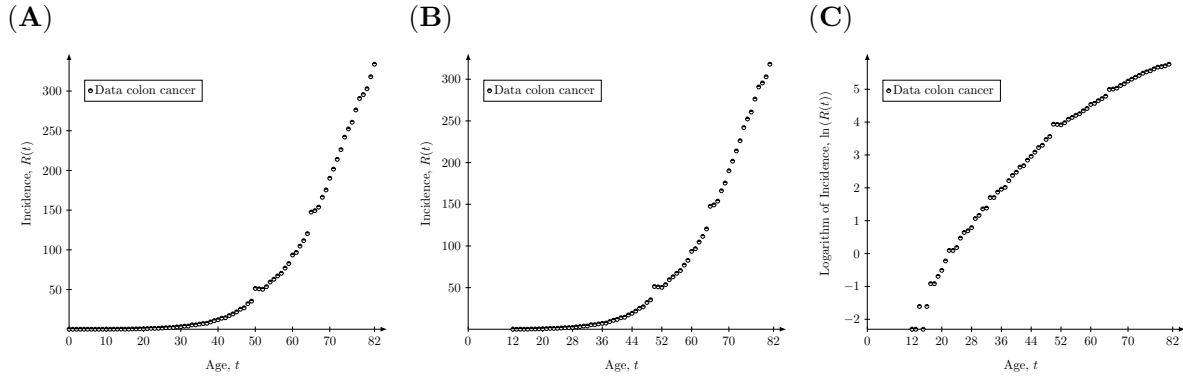 (A)
Incidence, R(t)
300
250
200
150
100
50
Data colon cancer
0 10 20 30 40 50 60 70 82
Age, t
(B)
Incidence, R(t)
300
250
200
150
100
50
Data colon cancer
0 12 20 28 36 44 52 60 70 82
Age, t
(C)
Logarithm of Incidence, ln (R(t))
5
4
3
2
1
0
−1
−2
Data colon cancer
0 12 20 28 36 44 52 60 70 82
Age, t